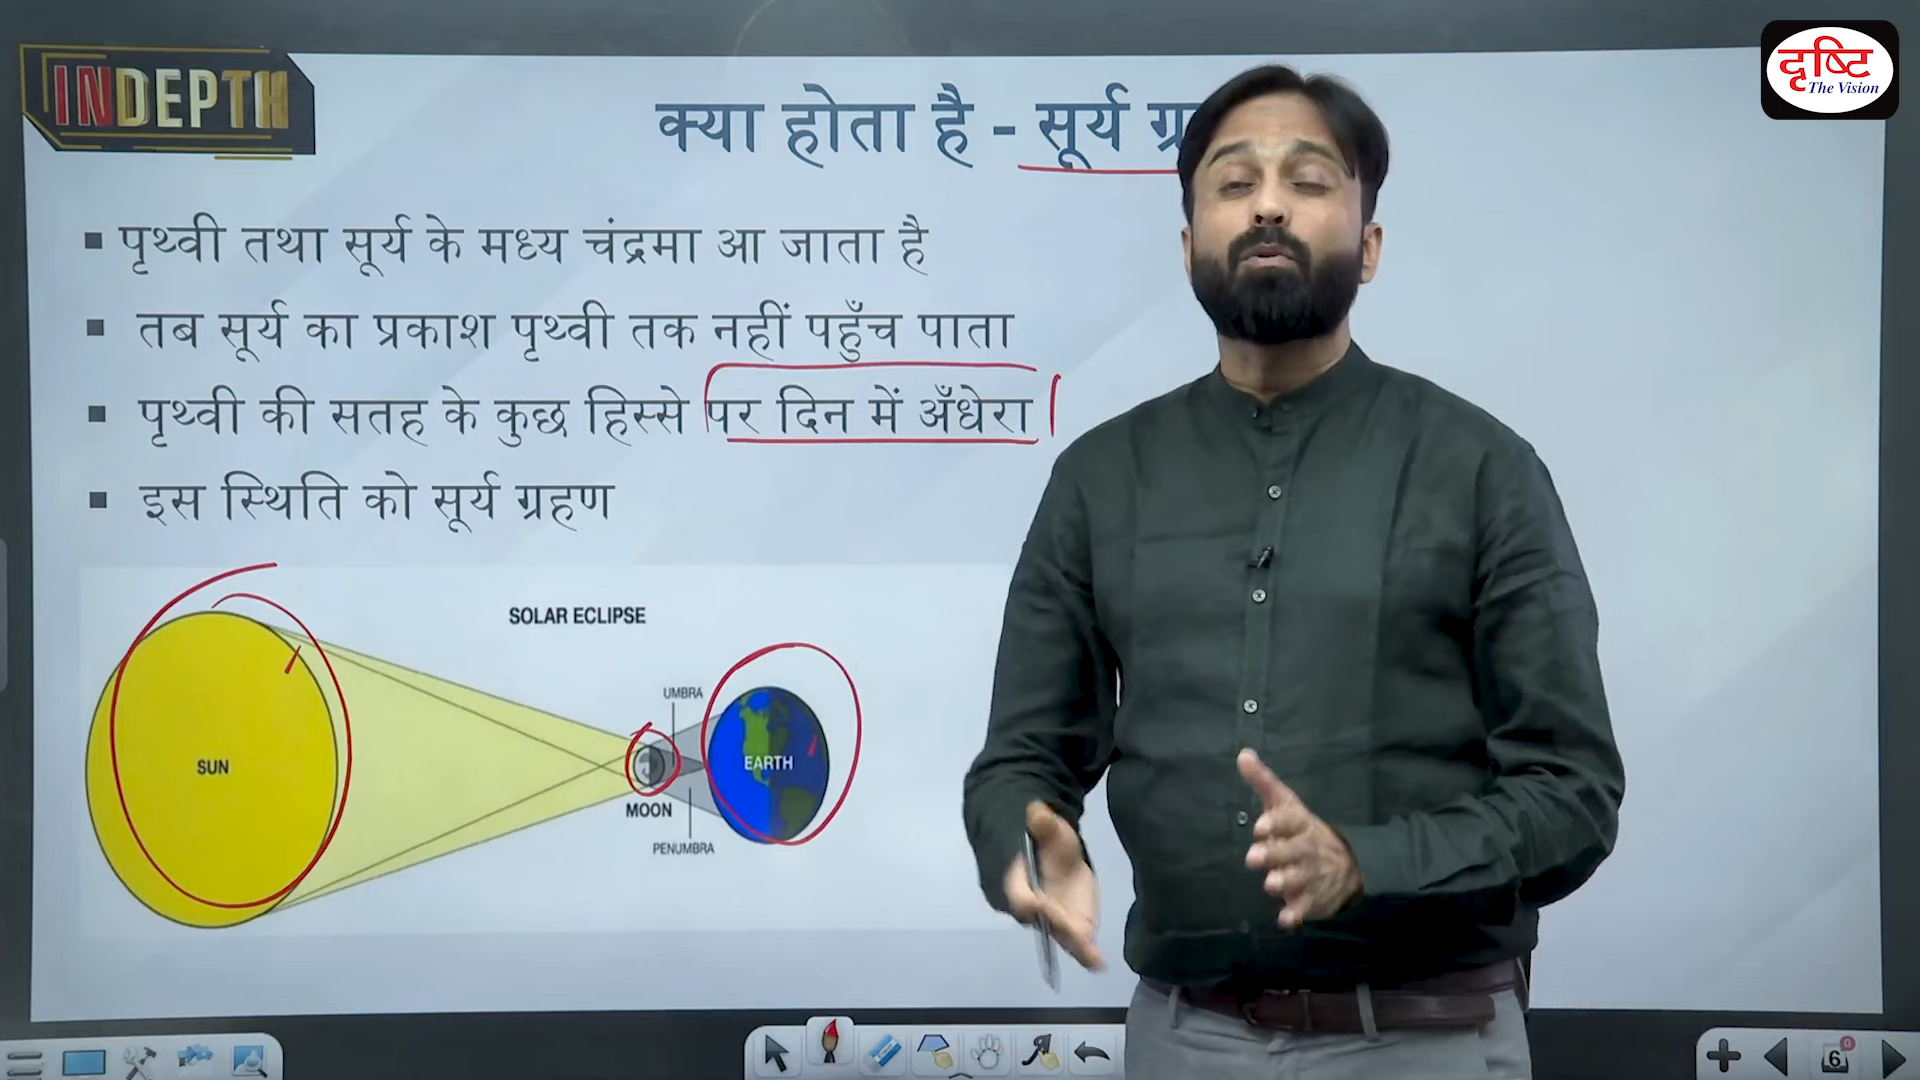 INDEPTH
दृष्टि
The Vision
क्या होता है - सूर्य
▪ पृथ्वी तथा सूर्य के मध्य चंद्रमा आ जाता है
▪ तब सूर्य का प्रकाश पृथ्वी तक नहीं पहुँच पाता
▪ पृथ्वी की सतह के कुछ हिस्से पर दिन में अँधेरा
▪ इस स्थिति को सूर्य ग्रहण
SOLAR ECLIPSE
UMBRA
SUN
EARTH
MOON
PENUMBRA
6
0